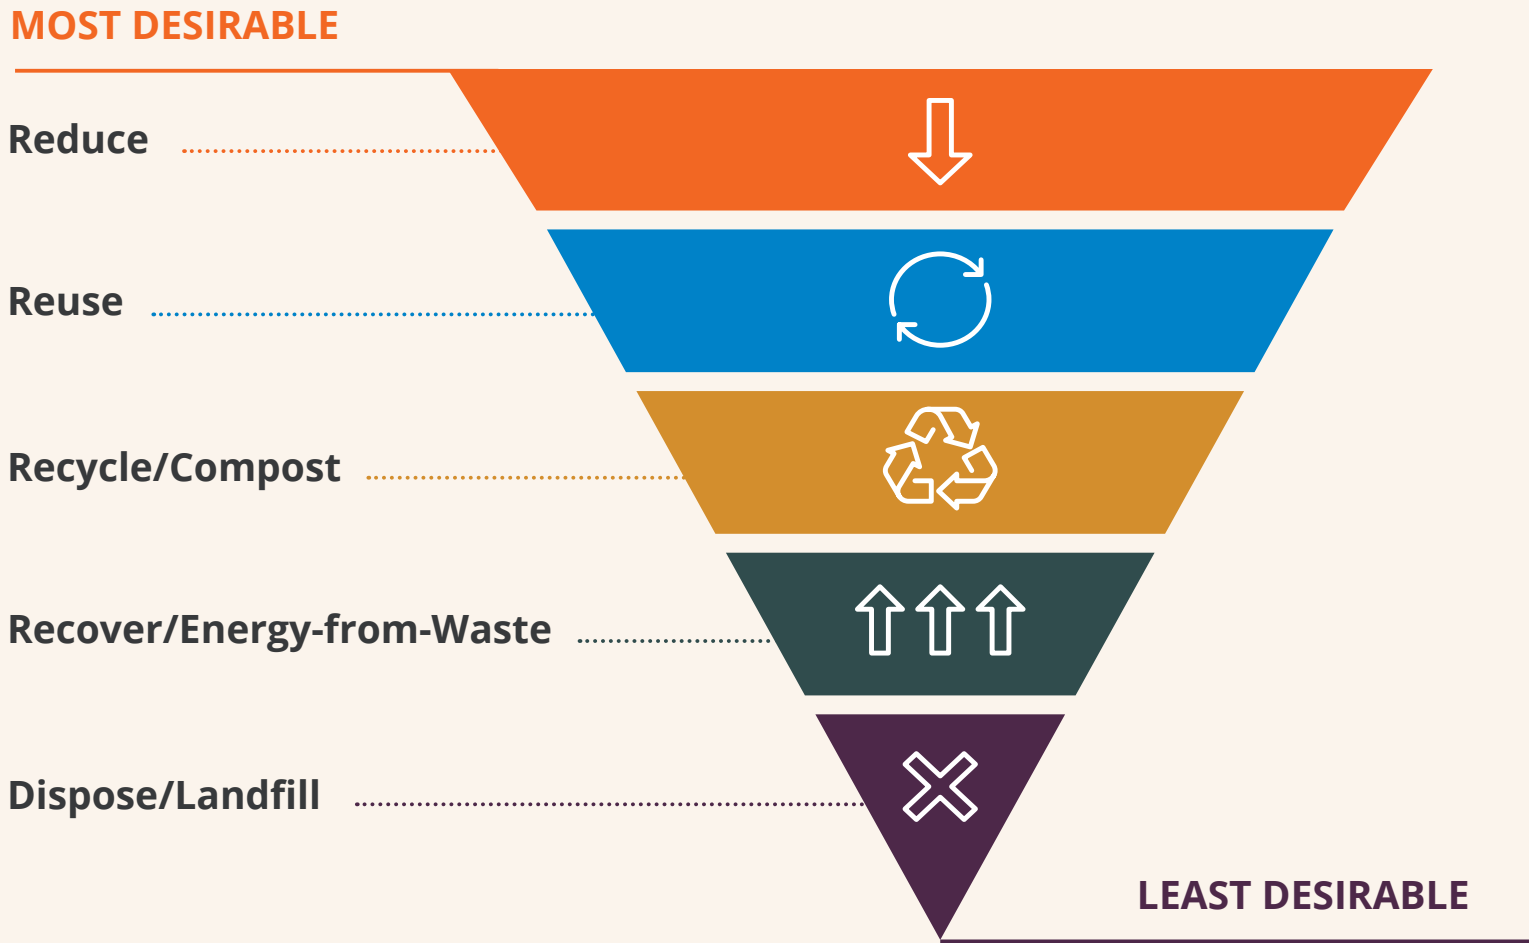 MOST DESIRABLE
Reduce
Reuse
Recycle/Compost
Recover/Energy-from-Waste
Dispose/Landfill
LEAST DESIRABLE